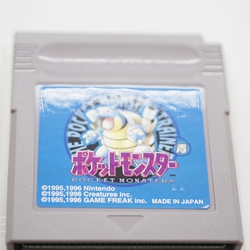 ポケットモンスター
POCKET MONSTERS
©1995,1996 Nintendo
©1995,1996 Creatures inc.
©1995,1996 GAME FREAK inc. MADE IN JAPAN